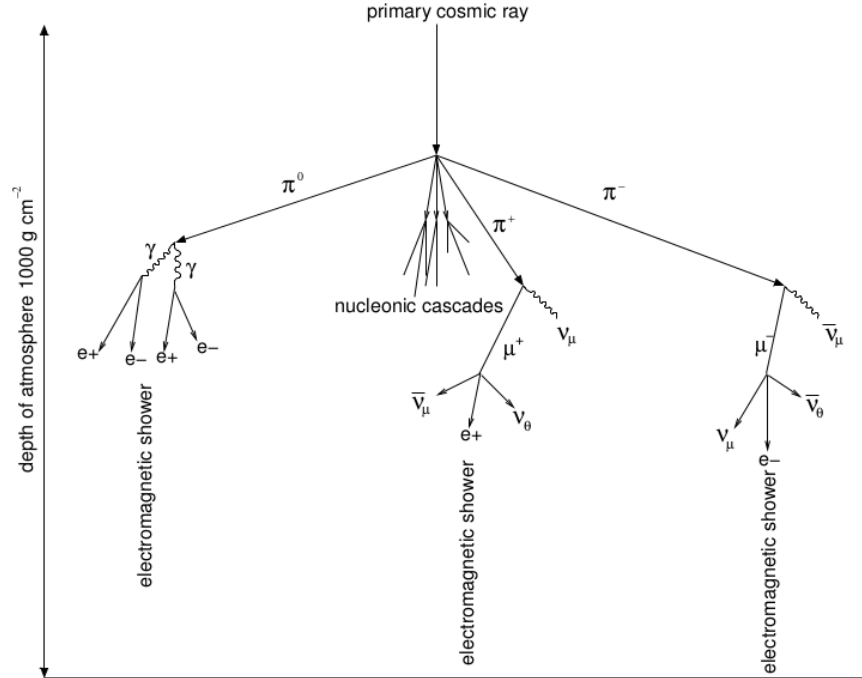 primary cosmic ray
depth of atmosphere 1000 g cm⁻²
π⁰
π⁺
π⁻
γ
γ
nucleonic cascades
ν_μ
ν̅_μ
μ⁺
μ⁻
e+
e−
e+
e−
ν̅_μ
e+
ν_θ
ν_μ
e−
ν̅_θ
electromagnetic shower
electromagnetic shower
electromagnetic shower